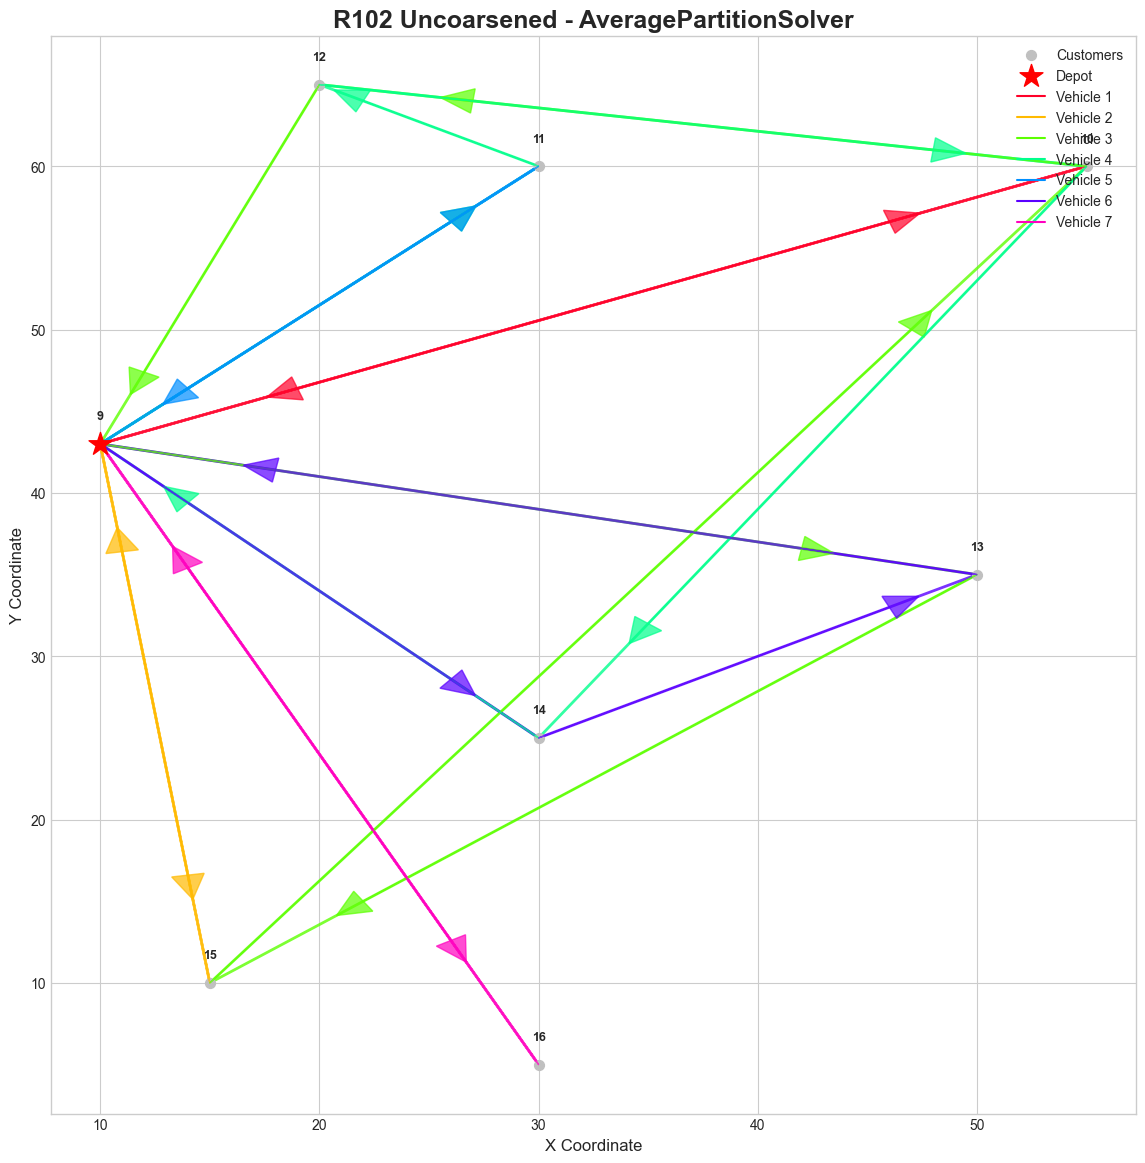 R102 Uncoarsened - AveragePartitionSolver
Customers
Depot
Vehicle 1
Vehicle 2
Vehicle 3
Vehicle 4
Vehicle 5
Vehicle 6
Vehicle 7
12
11
10
9
13
14
15
16
60
50
40
30
20
10
Y Coordinate
10
20
30
40
50
X Coordinate